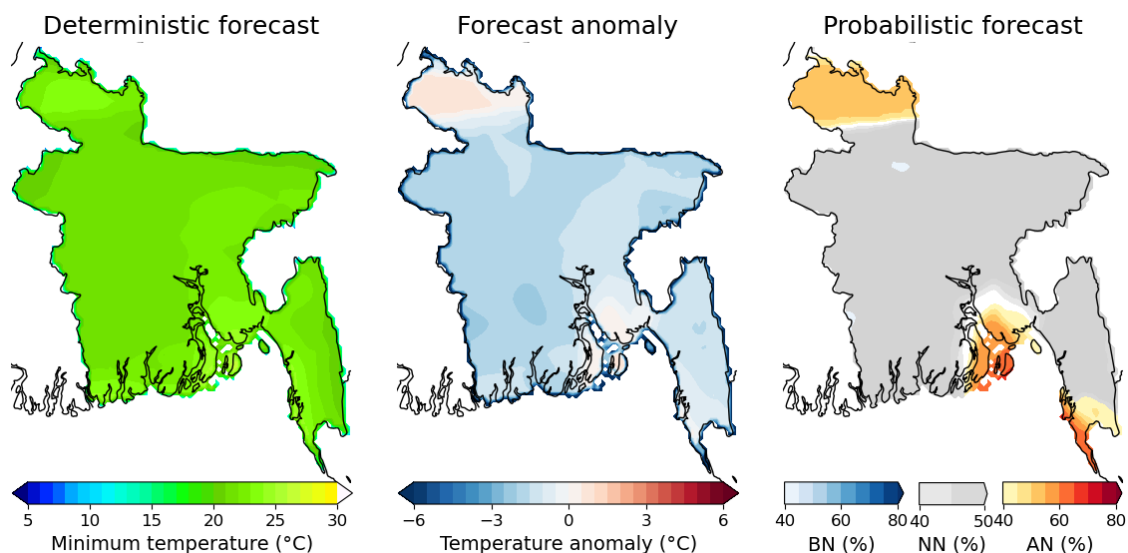 Deterministic forecast
Forecast anomaly
Probabilistic forecast
5 10 15 20 25 30
Minimum temperature (°C)
−6 −3 0 3 6
Temperature anomaly (°C)
40 60 80
BN (%)
40 50
NN (%)
40 60 80
AN (%)